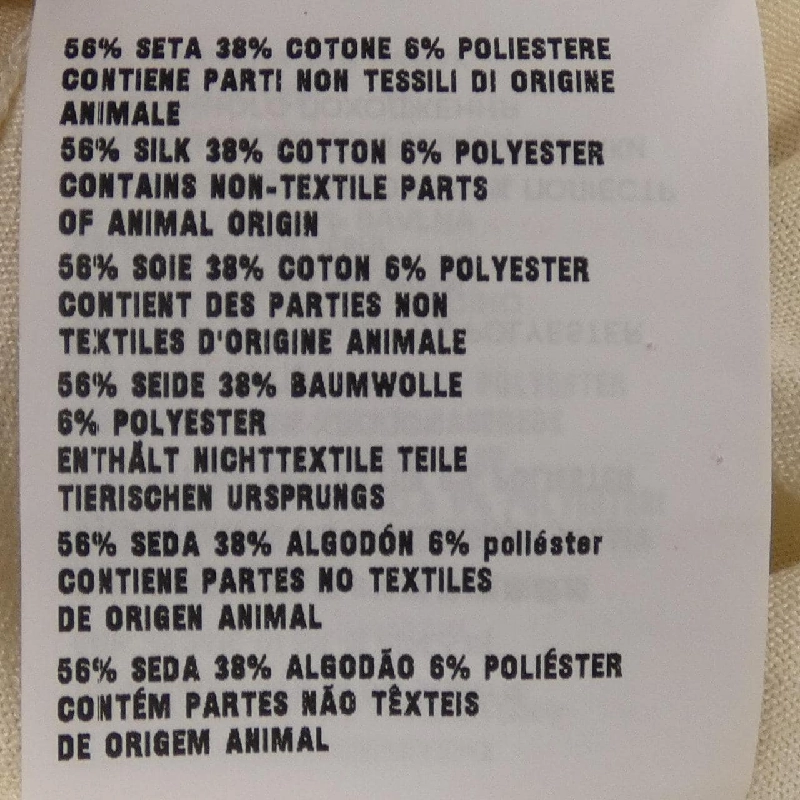 56% SETA 38% COTONE 6% POLIESTERE
CONTIENE PARTI NON TESSILI DI ORIGINE
ANIMALE
56% SILK 38% COTTON 6% POLYESTER
CONTAINS NON-TEXTILE PARTS
OF ANIMAL ORIGIN
56% SOIE 38% COTON 6% POLYESTER
CONTIENT DES PARTIES NON
TEXTILES D'ORIGINE ANIMALE
56% SEIDE 38% BAUMWOLLE
6% POLYESTER
ENTHÄLT NICHTTEXTILE TEILE
TIERISCHEN URSPRUNGS
56% SEDA 38% ALGODÓN 6% poliéster
CONTIENE PARTES NO TEXTILES
DE ORIGEN ANIMAL
56% SEDA 38% ALGODÃO 6% POLIÉSTER
CONTÉM PARTES NÃO TÊXTEIS
DE ORIGEM ANIMAL